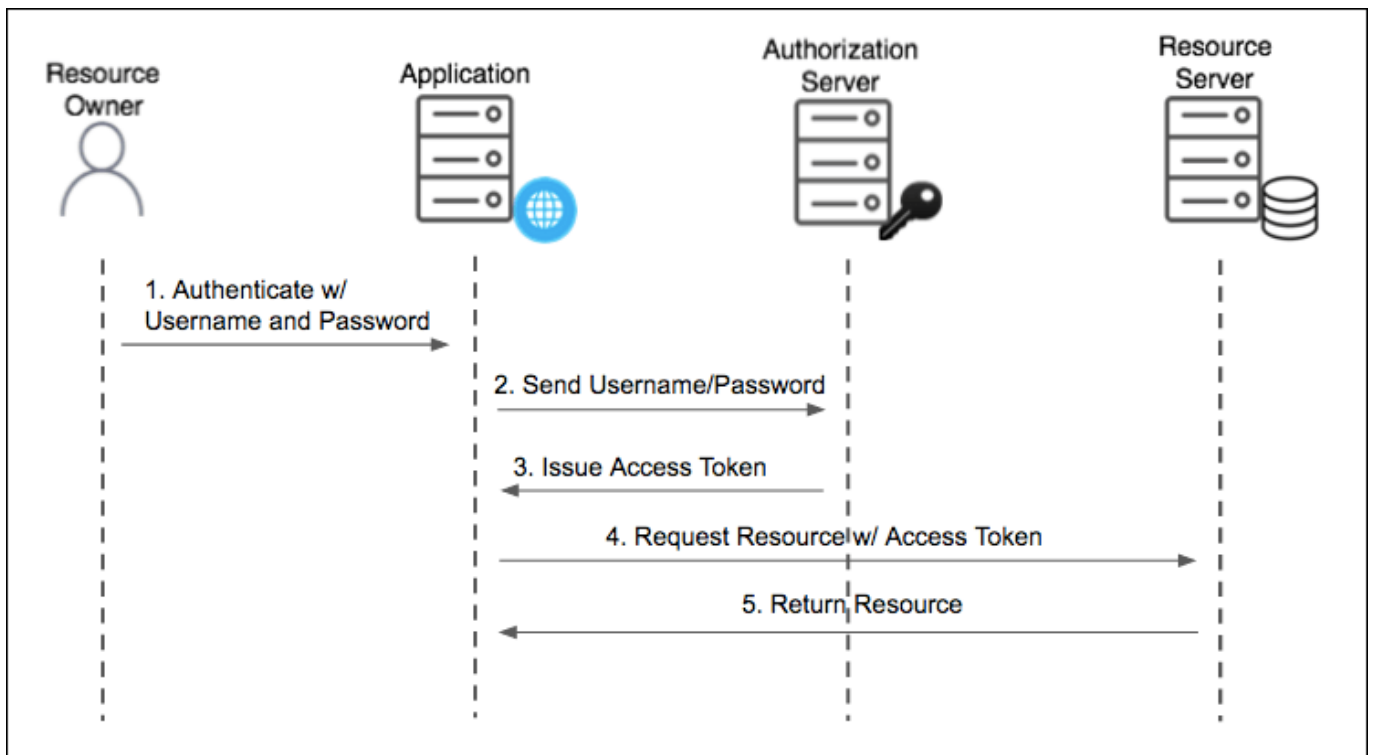 Resource
Owner
Application
Authorization
Server
Resource
Server
1. Authenticate w/
Username and Password
2. Send Username/Password
3. Issue Access Token
4. Request Resource w/ Access Token
5. Return Resource